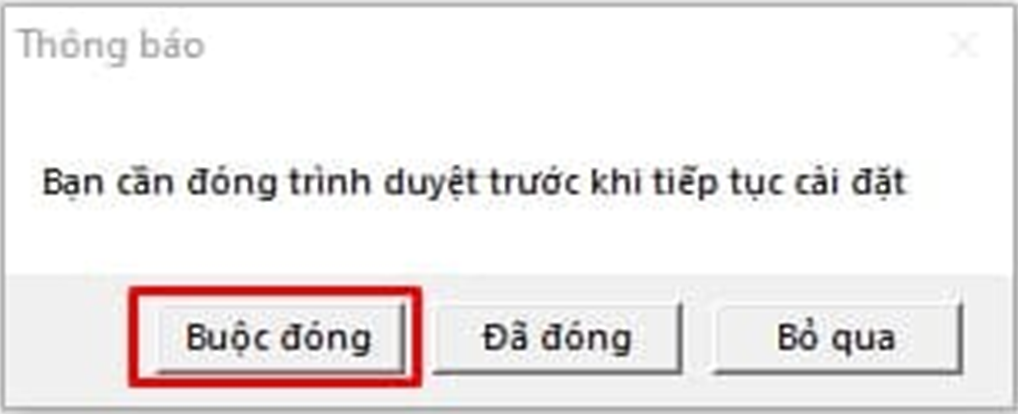 Thông báo
Bạn cần đóng trình duyệt trước khi tiếp tục cài đặt
Buộc đóng
Đã đóng
Bỏ qua